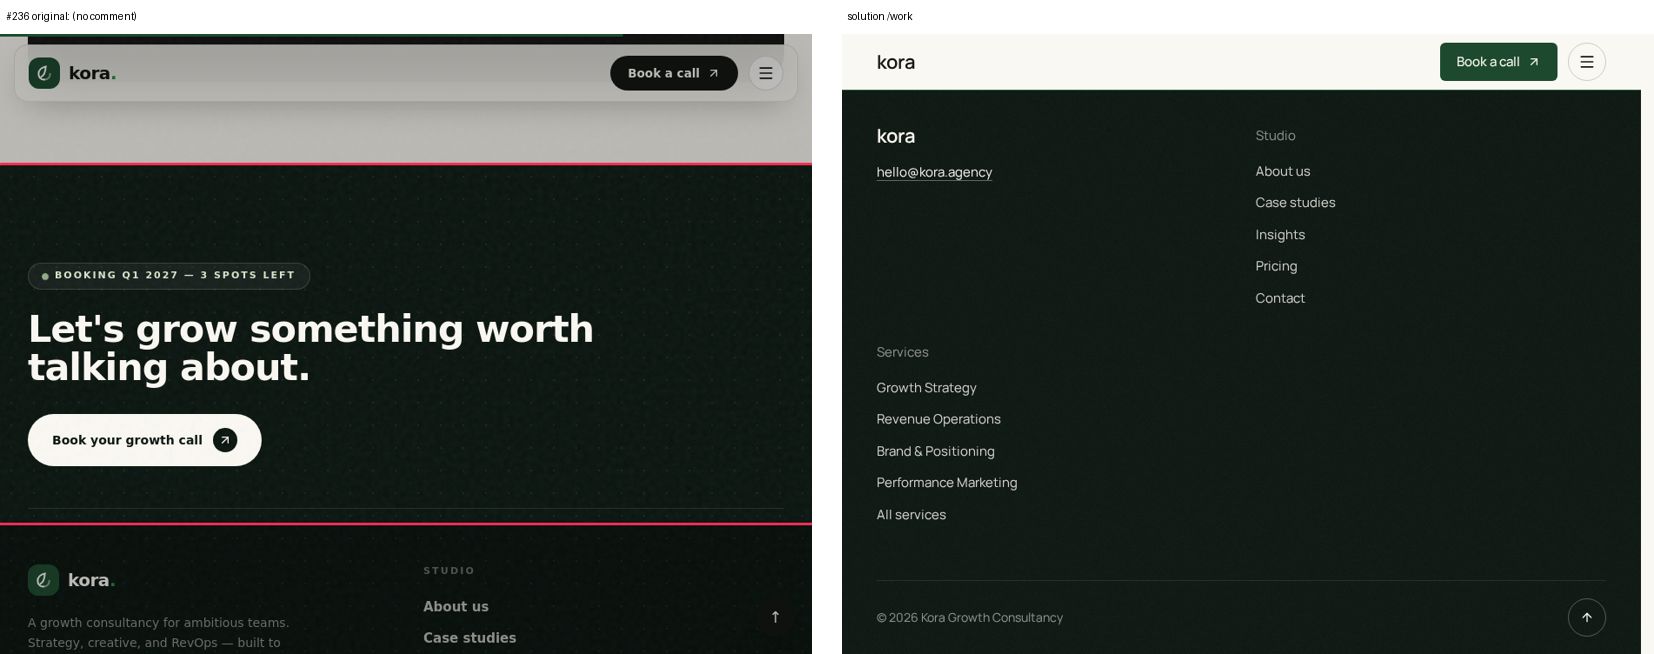 #236 original: (no comment)
kora.
Book a call
BOOKING Q1 2027 — 3 SPOTS LEFT
Let's grow something worth
talking about.
Book your growth call
kora.
A growth consultancy for ambitious teams.
Strategy, creative, and RevOps — built to
STUDIO
About us
Case studies
solution /work
kora
Book a call
kora
hello@kora.agency
Studio
About us
Case studies
Insights
Pricing
Contact
Services
Growth Strategy
Revenue Operations
Brand & Positioning
Performance Marketing
All services
© 2026 Kora Growth Consultancy